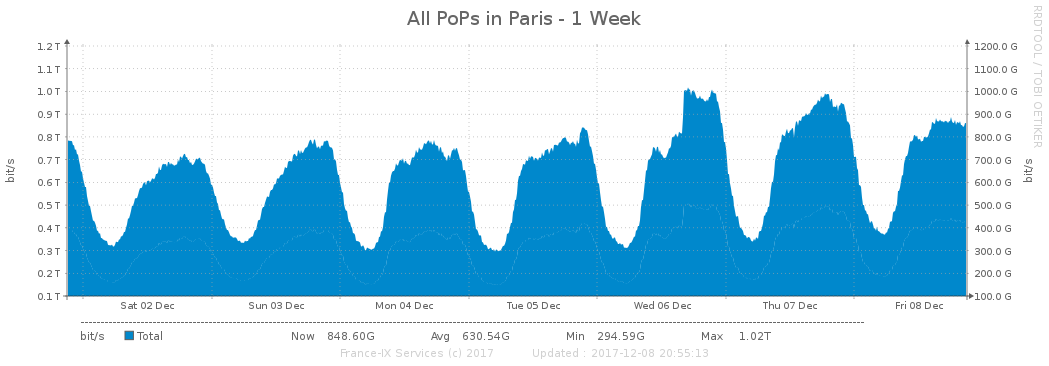 All PoPs in Paris - 1 Week
RRDTOOL / TOBI OETIKER
bit/s
1.2 T
1.1 T
1.0 T
0.9 T
0.8 T
0.7 T
0.6 T
0.5 T
0.4 T
0.3 T
0.2 T
0.1 T
1200.0 G
1100.0 G
1000.0 G
900.0 G
800.0 G
700.0 G
600.0 G
500.0 G
400.0 G
300.0 G
200.0 G
100.0 G
bit/s
Sat 02 Dec Sun 03 Dec Mon 04 Dec Tue 05 Dec Wed 06 Dec Thu 07 Dec Fri 08 Dec
bit/s Total Now 848.60G Avg 630.54G Min 294.59G Max 1.02T
France-IX Services (c) 2017 Updated : 2017-12-08 20:55:13